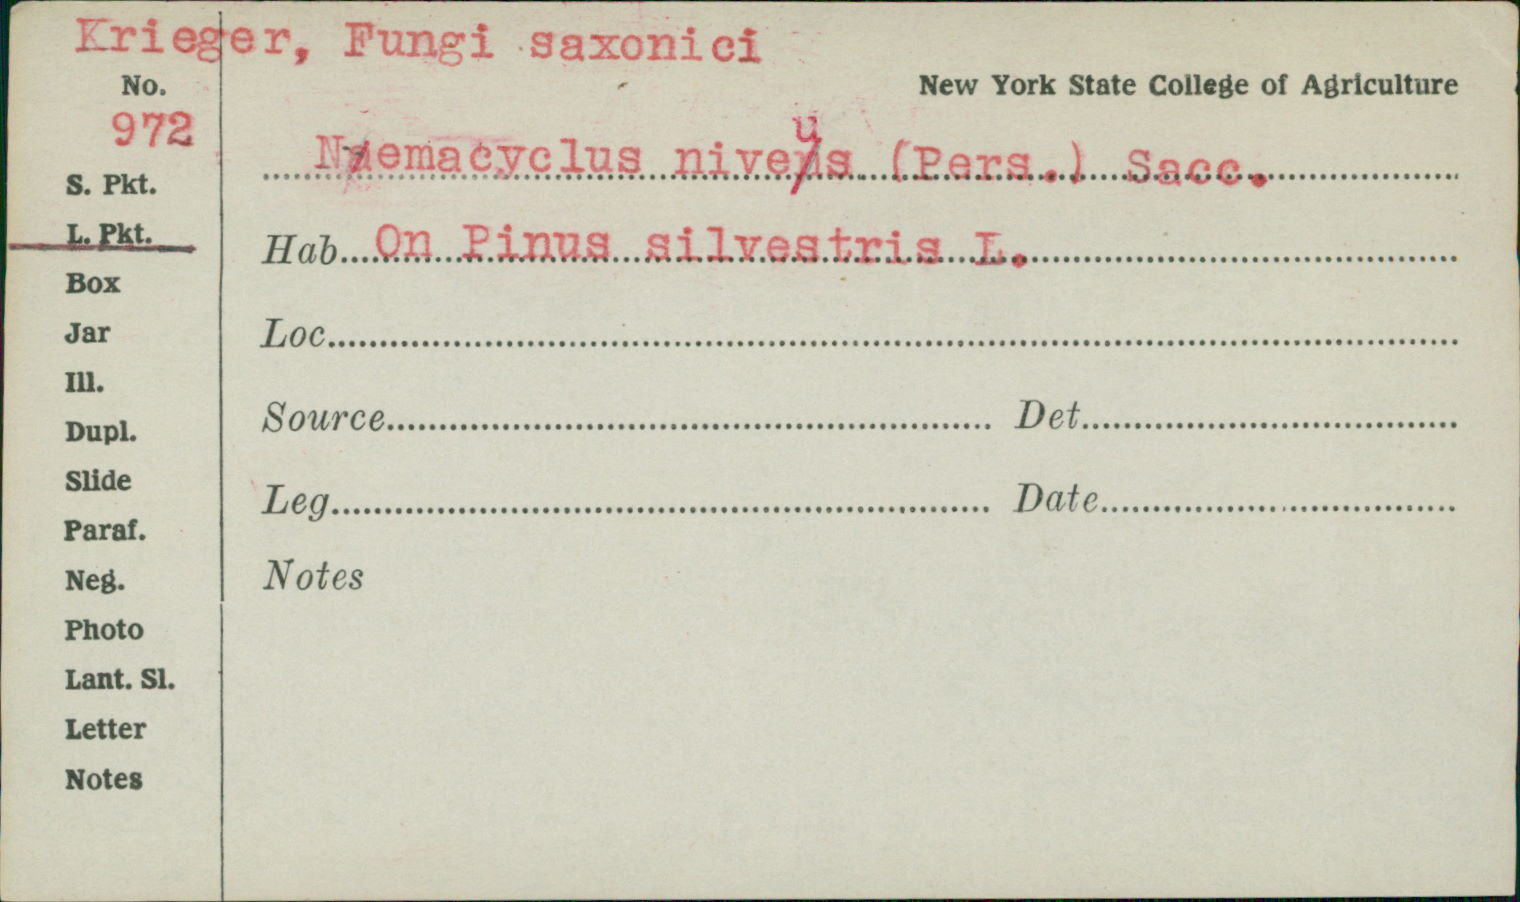 Krieger, Fungi saxonici
No.
972
New York State College of Agriculture
Naemacyclus niveus (Pers.) Sacc.
S. Pkt.
L. Pkt.
Hab. On Pinus silvestris L.
Box
Jar
Loc.
Ill.
Source Det.
Dupl.
Slide
Leg. Date
Paraf.
Neg.
Notes
Photo
Lant. Sl.
Letter
Notes